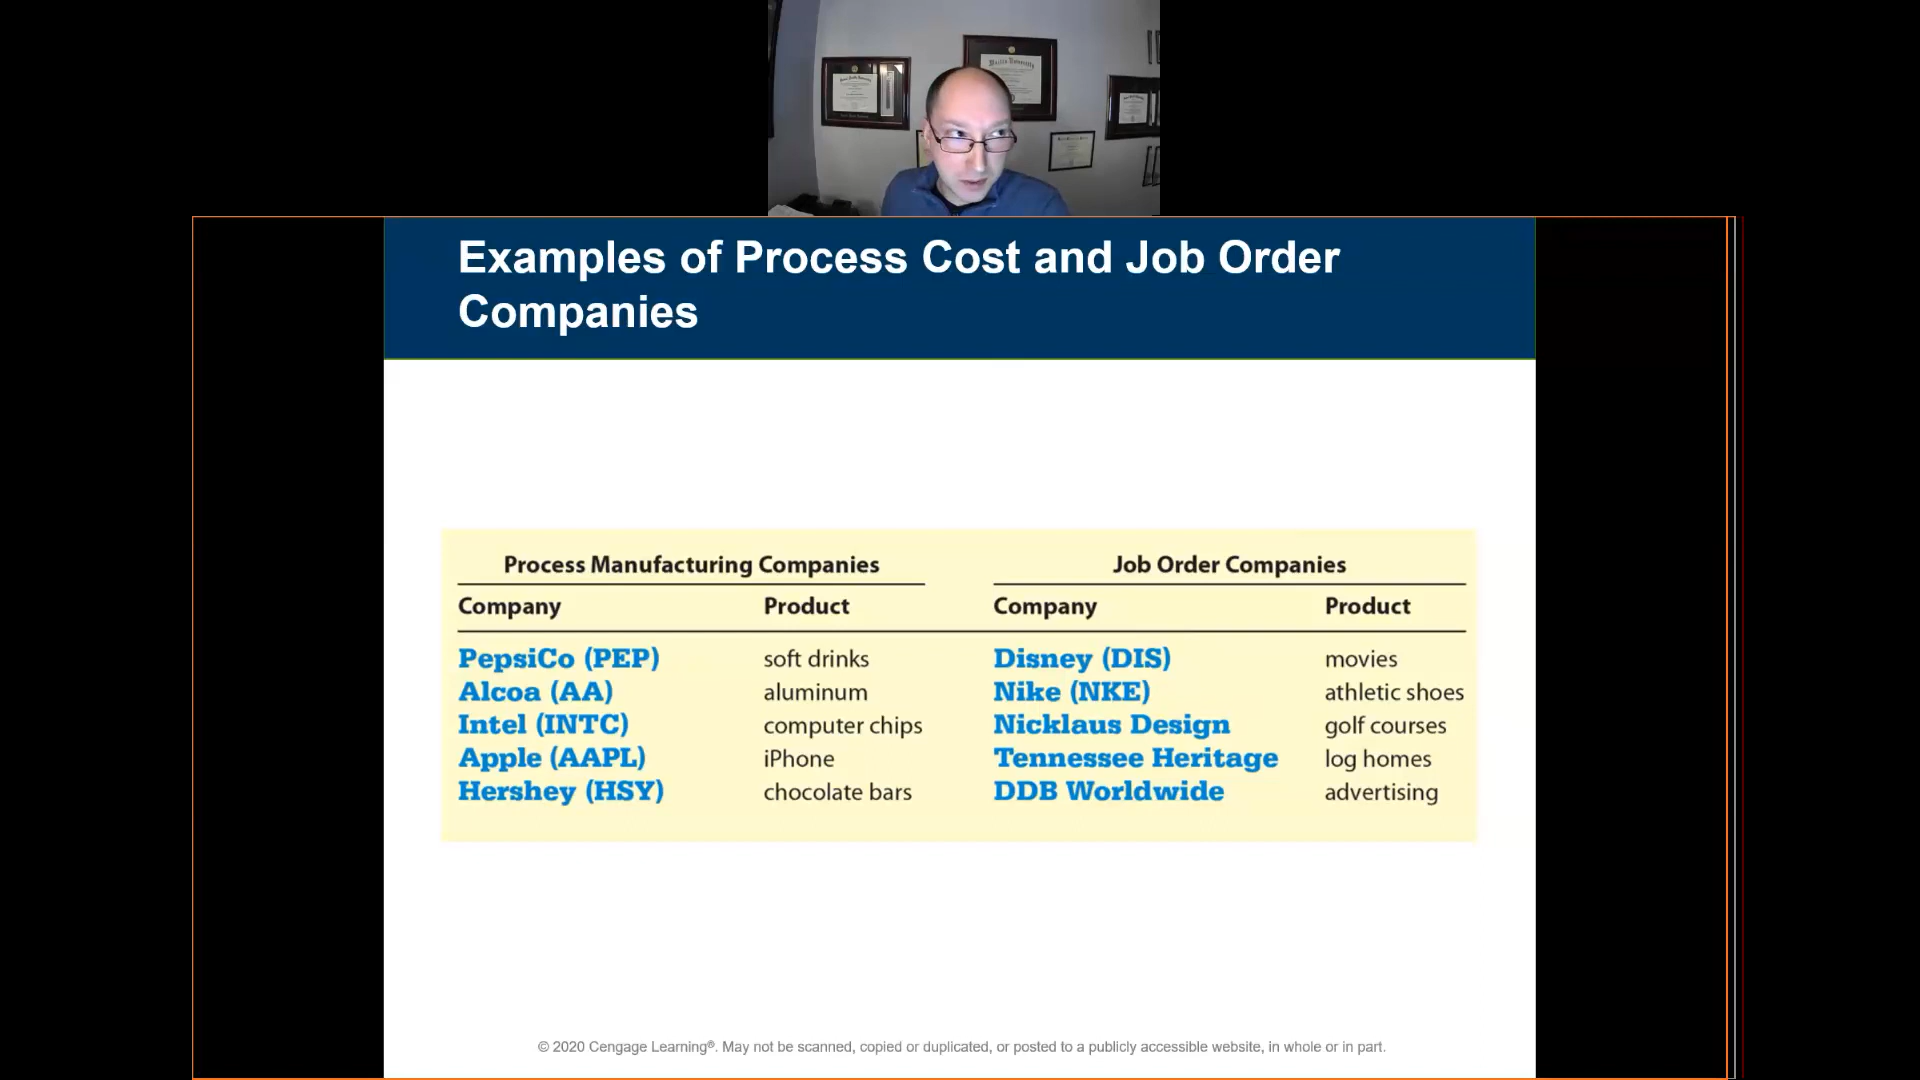 Examples of Process Cost and Job Order
Companies
Process Manufacturing Companies Job Order Companies
Company Product Company Product
PepsiCo (PEP) soft drinks Disney (DIS) movies
Alcoa (AA) aluminum Nike (NKE) athletic shoes
Intel (INTC) computer chips Nicklaus Design golf courses
Apple (AAPL) iPhone Tennessee Heritage log homes
Hershey (HSY) chocolate bars DDB Worldwide advertising
© 2020 Cengage Learning®. May not be scanned, copied or duplicated, or posted to a publicly accessible website, in whole or in part.